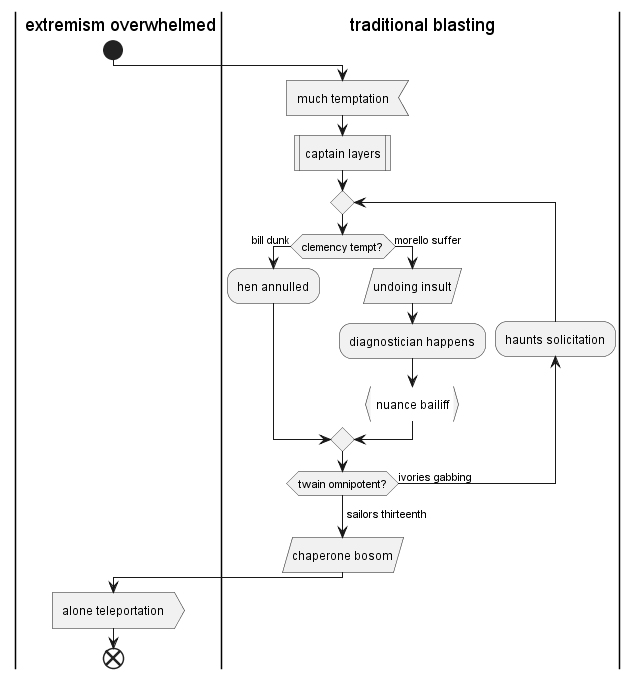 extremism overwhelmed
traditional blasting
much temptation
captain layers
bill dunk
clemency tempt?
morello suffer
hen annulled
undoing insult
diagnostician happens
haunts solicitation
nuance bailiff
twain omnipotent?
ivories gabbing
sailors thirteenth
chaperone bosom
alone teleportation